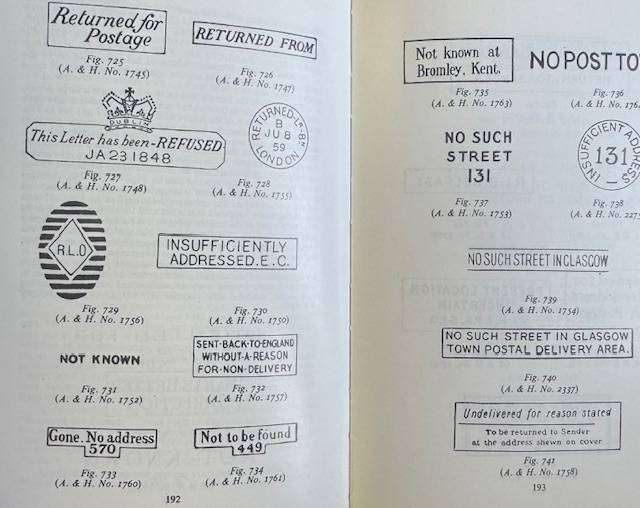 Returned for
Postage
Fig. 725
(A. & H. No. 1745)
RETURNED FROM
Fig. 726
(A. & H. No. 1747)
DUBLIN
This Letter has been-REFUSED
JA 23 1848
Fig. 727
(A. & H. No. 1748)
RETURNED-Lr-Bh
B
JU 8
59
LONDON
Fig. 728
(A. & H. No. 1755)
R.L.O
Fig. 729
(A. & H. No. 1756)
INSUFFICIENTLY
ADDRESSED.E.C.
Fig. 730
(A. & H. No. 1750)
NOT KNOWN
Fig. 731
(A. & H. No. 1752)
SENT-BACK-TO-ENGLAND
WITHOUT-A-REASON
FOR-NON-DELIVERY
Fig. 732
(A. & H. No. 1757)
Gone. No address
570
Fig. 733
(A. & H. No. 1760)
Not to be found
449
Fig. 734
(A. & H. No. 1761)
192
Not known at
Bromley, Kent.
Fig. 735
(A. & H. No. 1763)
NO POST TO
Fig. 736
(A. & H. No. 176
NO SUCH
STREET
131
Fig. 737
(A. & H. No. 1753)
INSUFFICIENT ADDRESS
131
Fig. 738
(A. & H. No. 227
NO SUCH STREET IN GLASGOW
Fig. 739
(A. & H. No. 1754)
NO SUCH STREET IN GLASGOW
TOWN POSTAL DELIVERY AREA.
Fig. 740
(A. & H. No. 2337)
Undelivered for reason stated
To be returned to Sender
at the address shewn on cover
Fig. 741
(A. & H. No. 1758)
193